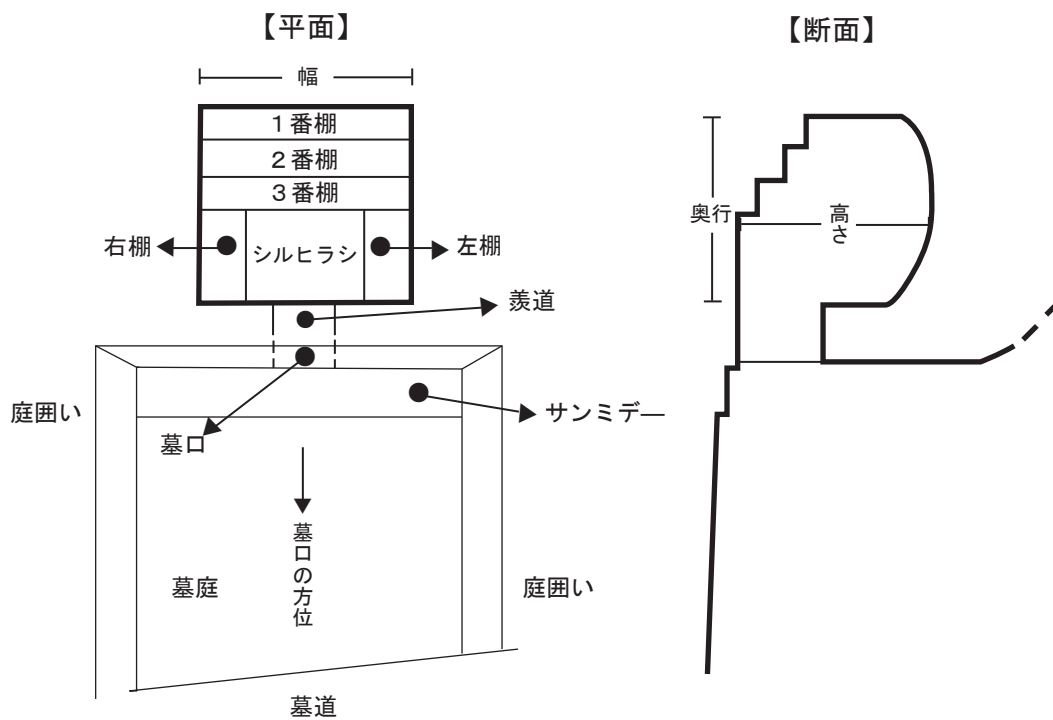 【平面】
幅
1番棚
2番棚
3番棚
右棚
シルヒラシ
左棚
羨道
庭囲い
サンミデー
墓口
墓口の方位
墓庭
庭囲い
墓道
【断面】
奥行
高さ